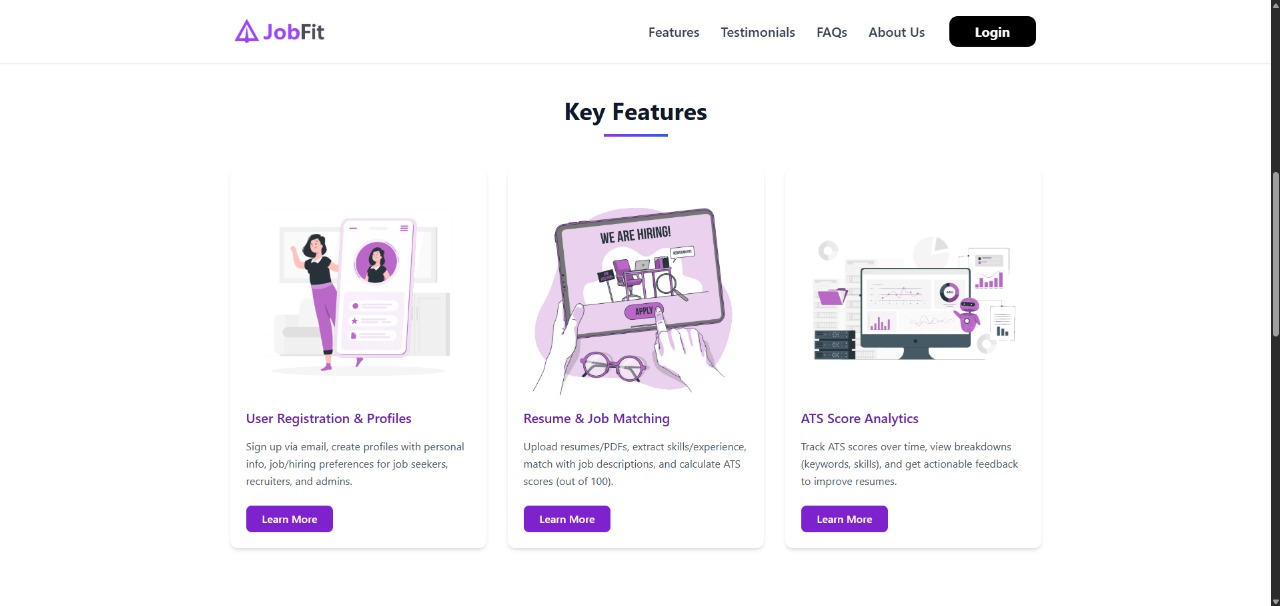 JobFit
Features
Testimonials
FAQs
About Us
Login
Key Features
WE ARE HIRING!
APPLY
User Registration & Profiles
Sign up via email, create profiles with personal
info, job/hiring preferences for job seekers,
recruiters, and admins.
Learn More
Resume & Job Matching
Upload resumes/PDFs, extract skills/experience,
match with job descriptions, and calculate ATS
scores (out of 100).
Learn More
ATS Score Analytics
Track ATS scores over time, view breakdowns
(keywords, skills), and get actionable feedback
to improve resumes.
Learn More